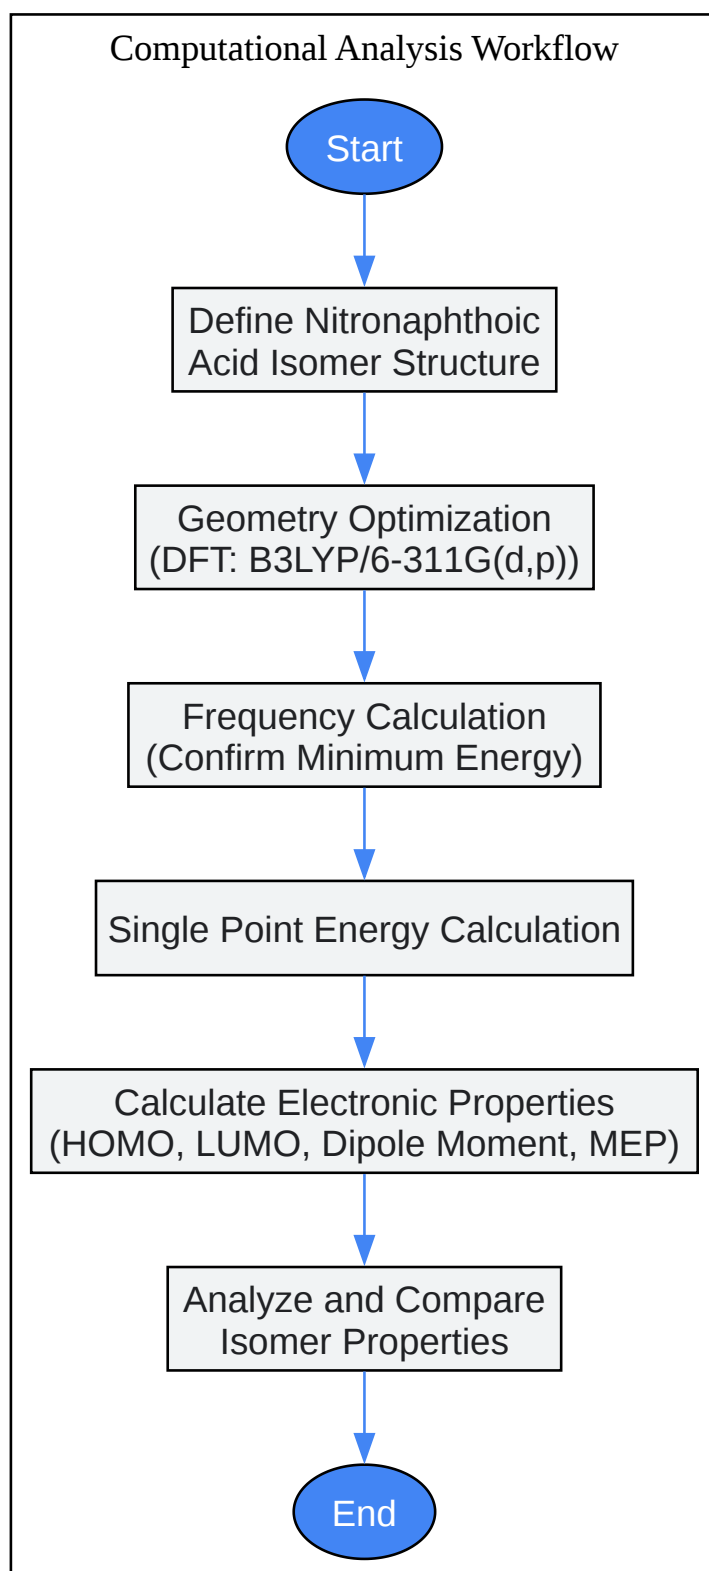 Computational Analysis Workflow
Start
Define Nitronaphthoic
Acid Isomer Structure
Geometry Optimization
(DFT: B3LYP/6-311G(d,p))
Frequency Calculation
(Confirm Minimum Energy)
Single Point Energy Calculation
Calculate Electronic Properties
(HOMO, LUMO, Dipole Moment, MEP)
Analyze and Compare
Isomer Properties
End